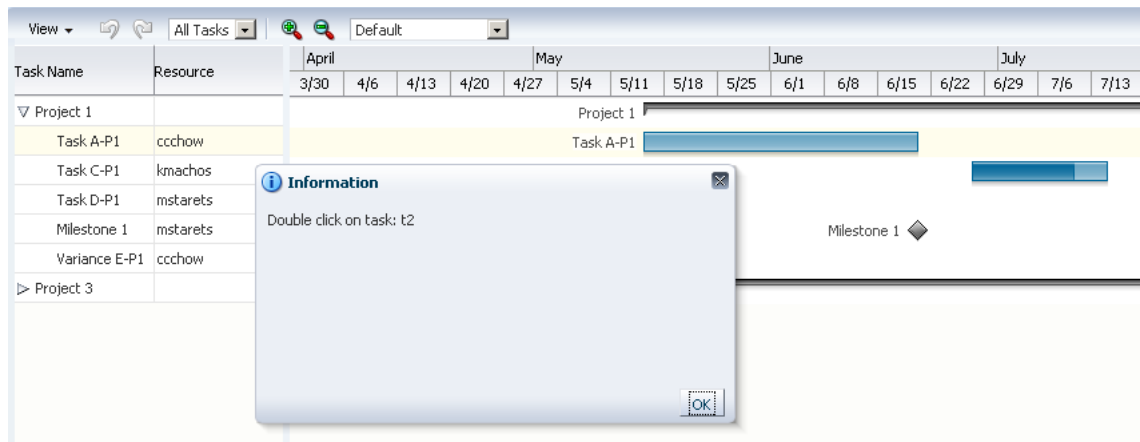 View All Tasks Default
Task Name Resource April May June July
3/30 4/6 4/13 4/20 4/27 5/4 5/11 5/18 5/25 6/1 6/8 6/15 6/22 6/29 7/6 7/13
Project 1 Project 1
Task A-P1 ccchow Task A-P1
Task C-P1 kmachos
Task D-P1 mstarets
Milestone 1 mstarets Milestone 1
Variance E-P1 ccchow
Project 3
Information
Double click on task: t2
OK